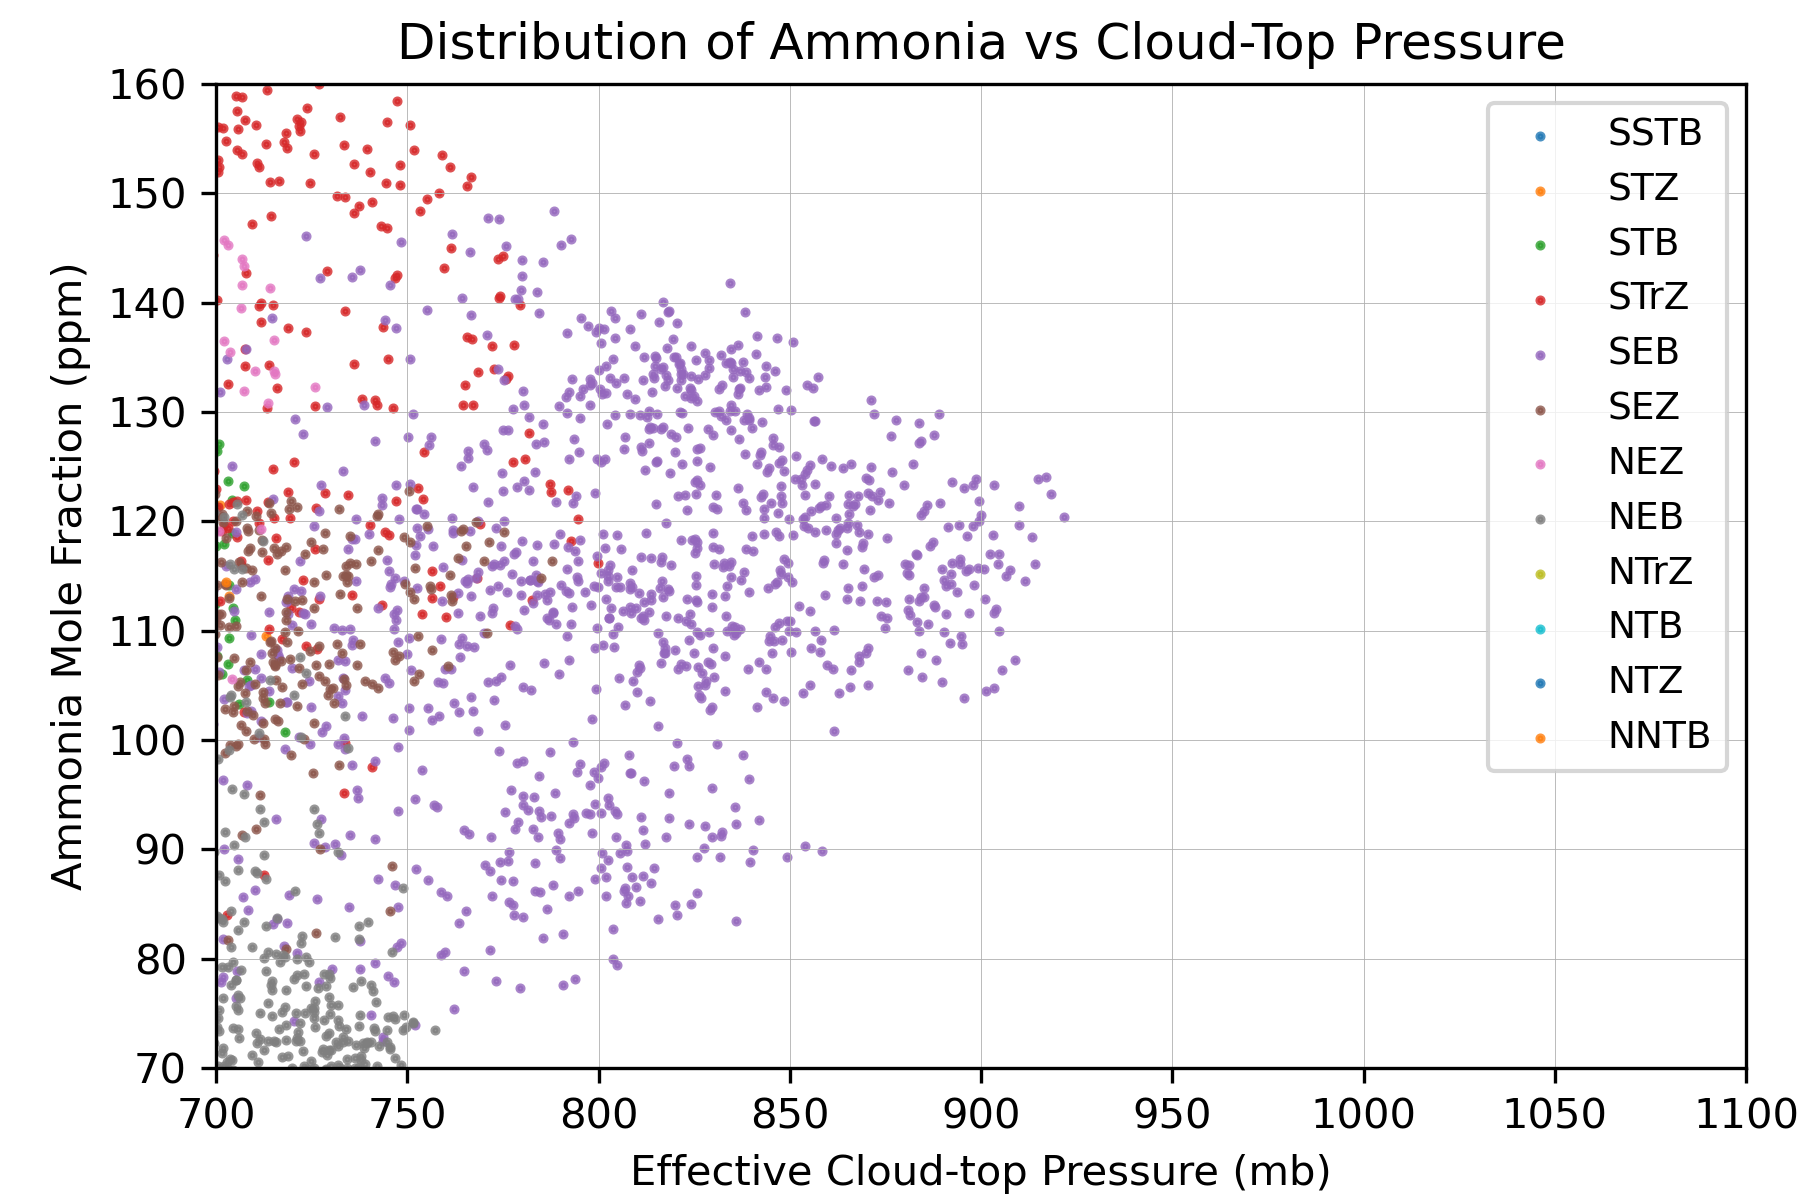 Distribution of Ammonia vs Cloud-Top Pressure
160
150
140
130
120
110
100
90
80
70
Ammonia Mole Fraction (ppm)
SSTB
STZ
STB
STrZ
SEB
SEZ
NEZ
NEB
NTrZ
NTB
NTZ
NNTB
700 750 800 850 900 950 1000 1050 1100
Effective Cloud-top Pressure (mb)